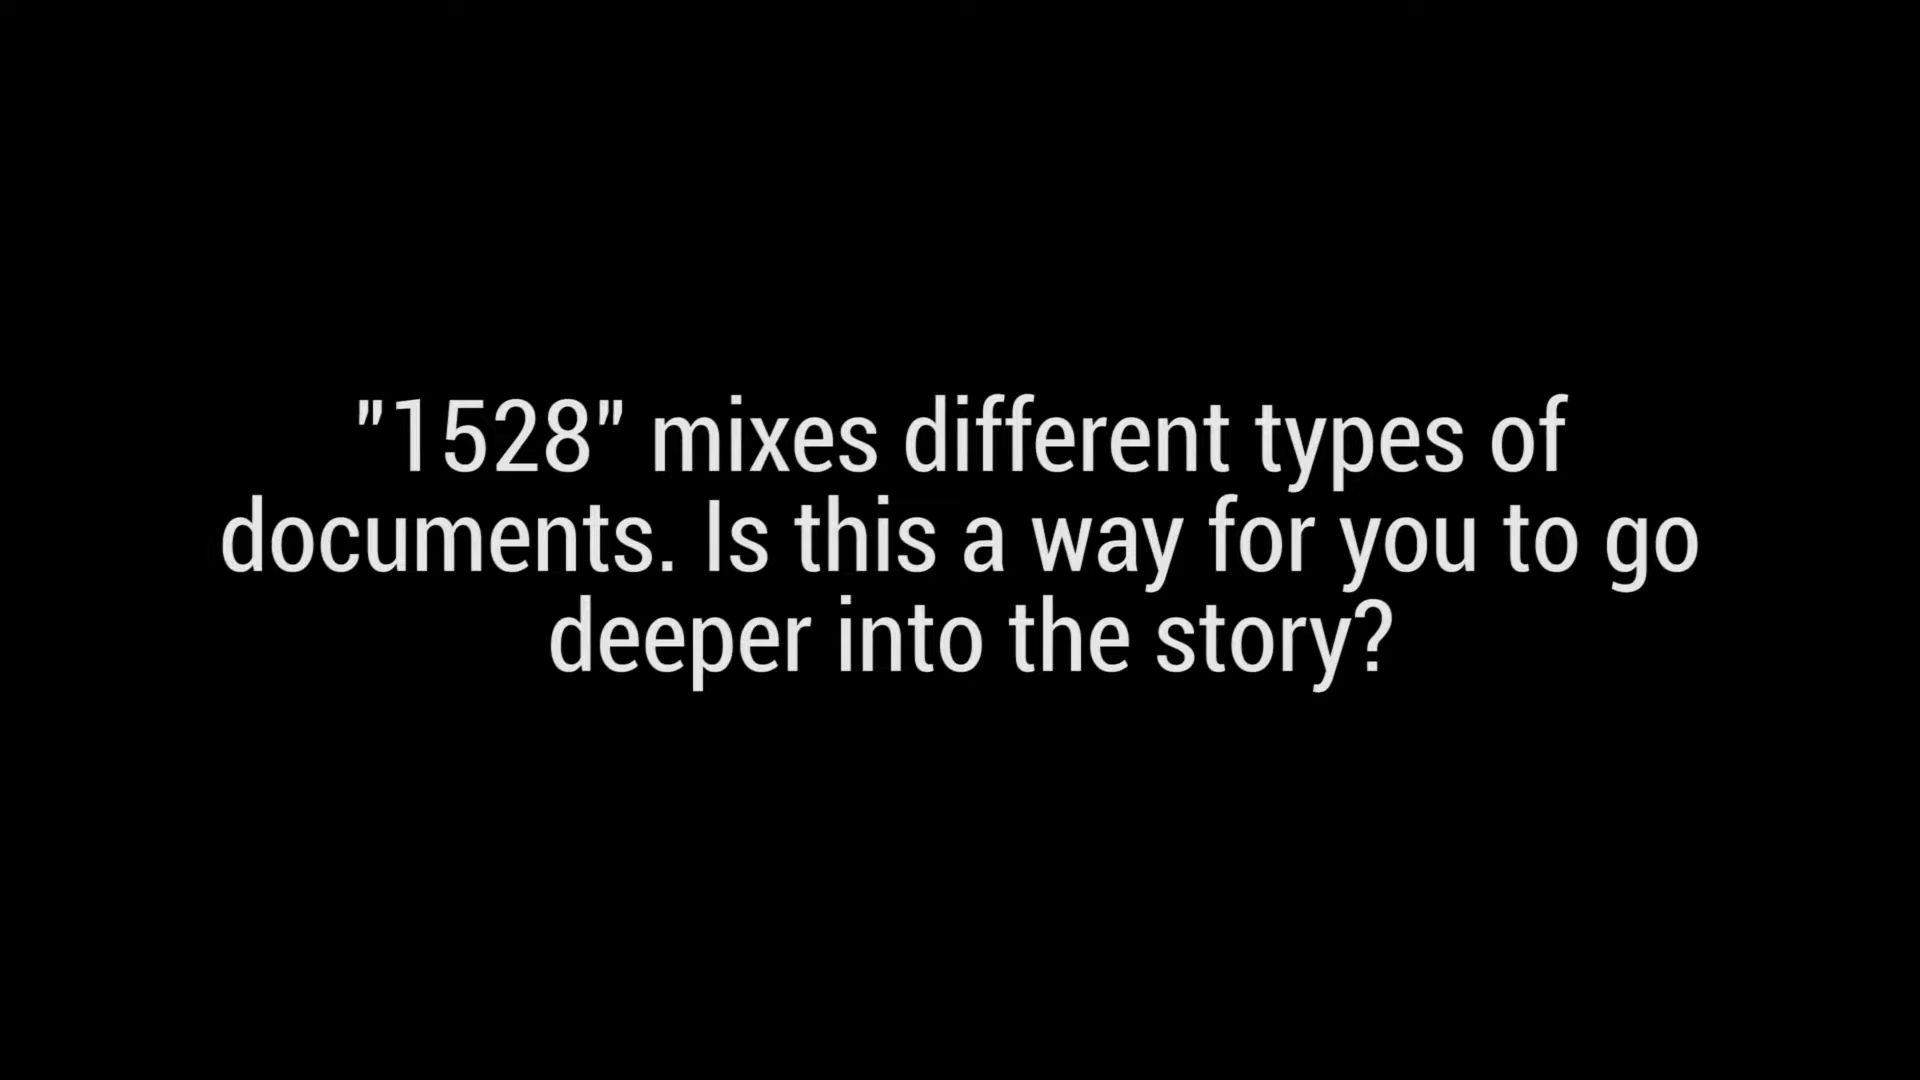 "1528" mixes different types of
documents. Is this a way for you to go
deeper into the story?